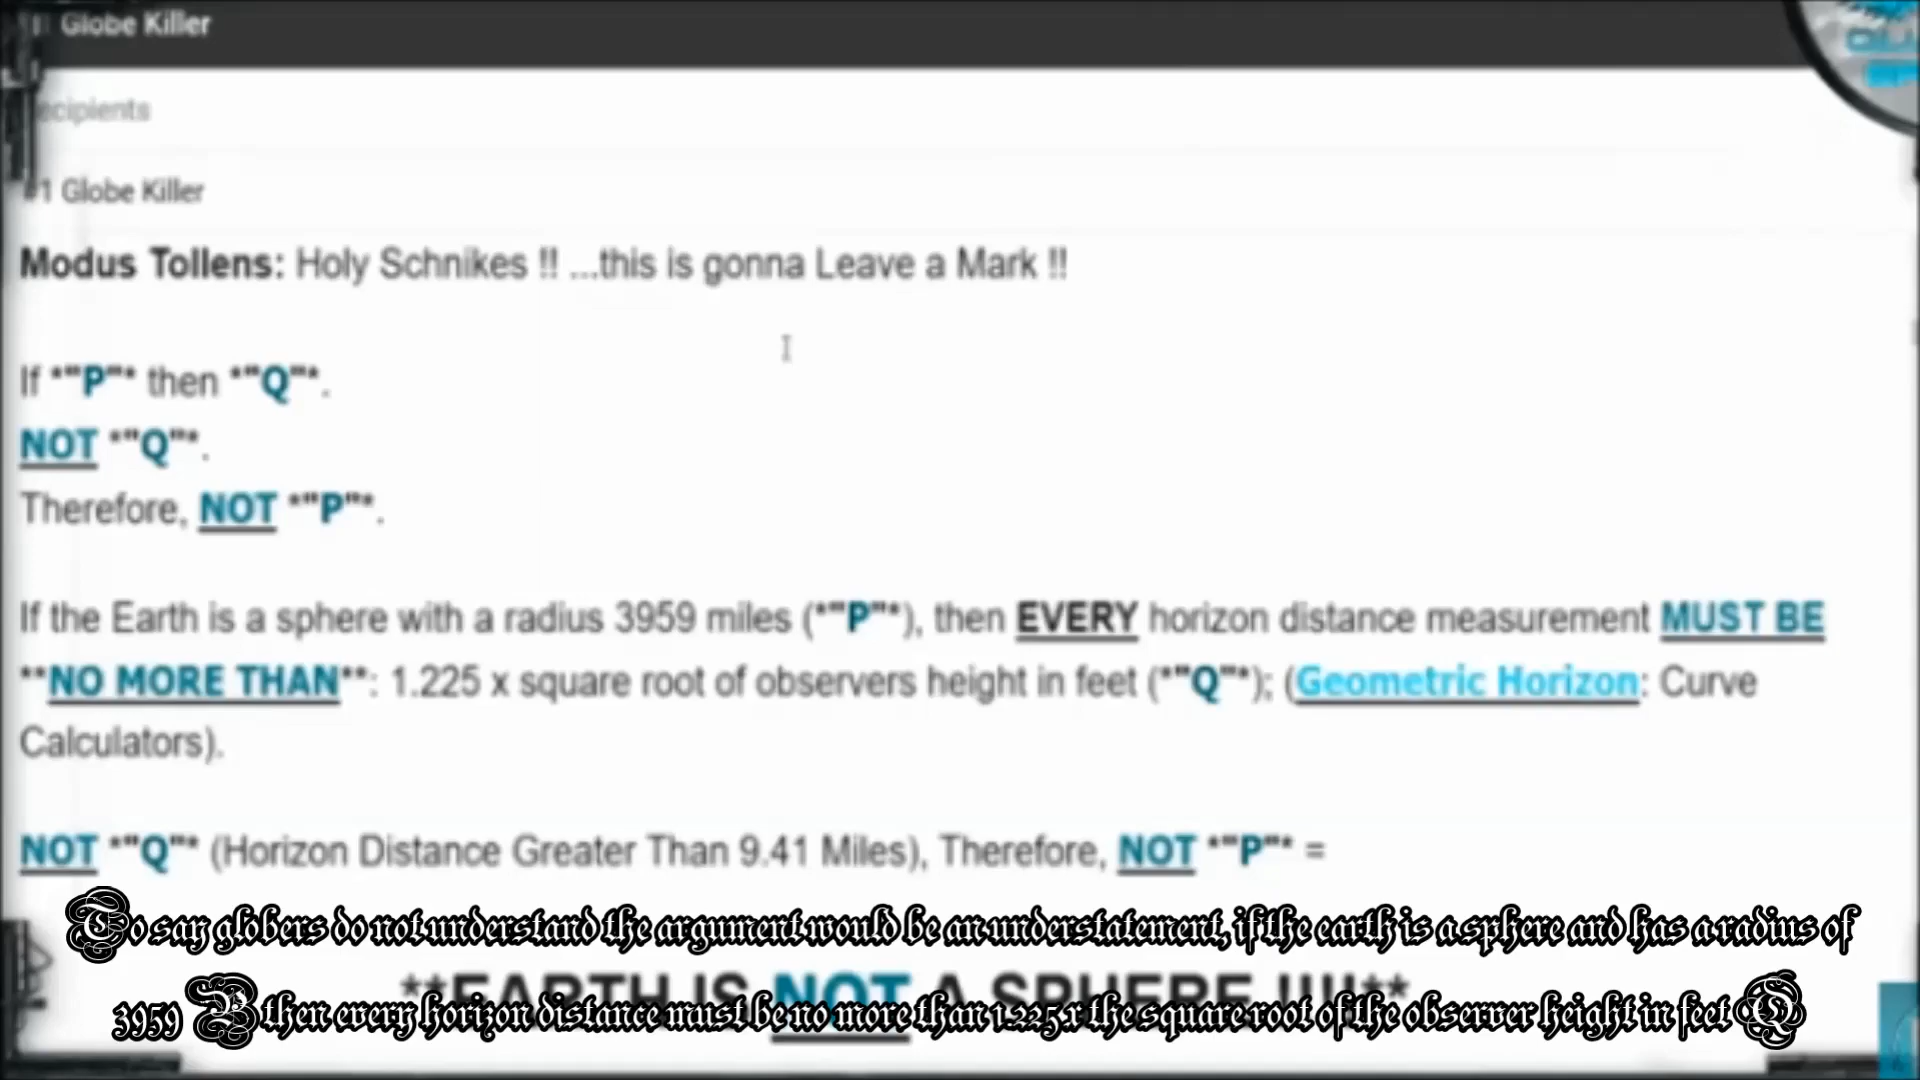 Globe Killer
ecipients
#1 Globe Killer
Modus Tollens: Holy Schnikes !! ...this is gonna Leave a Mark !!
If *"P"* then *"Q"*.
NOT *"Q"*.
Therefore, NOT *"P"*.
If the Earth is a sphere with a radius 3959 miles (*"P"*), then EVERY horizon distance measurement MUST BE
**NO MORE THAN**: 1.225 x square root of observers height in feet (*"Q"*); (Geometric Horizon: Curve
Calculators).
NOT *"Q"* (Horizon Distance Greater Than 9.41 Miles), Therefore, NOT *"P"* =
To say globers do not understand the argument would be an understatement, if the earth is a sphere and has a radius of
**EARTH IS NOT A SPHERE !!!!**
3959 P then every horizon distance must be no more than 1.225 x the square root of the observer height in feet Q